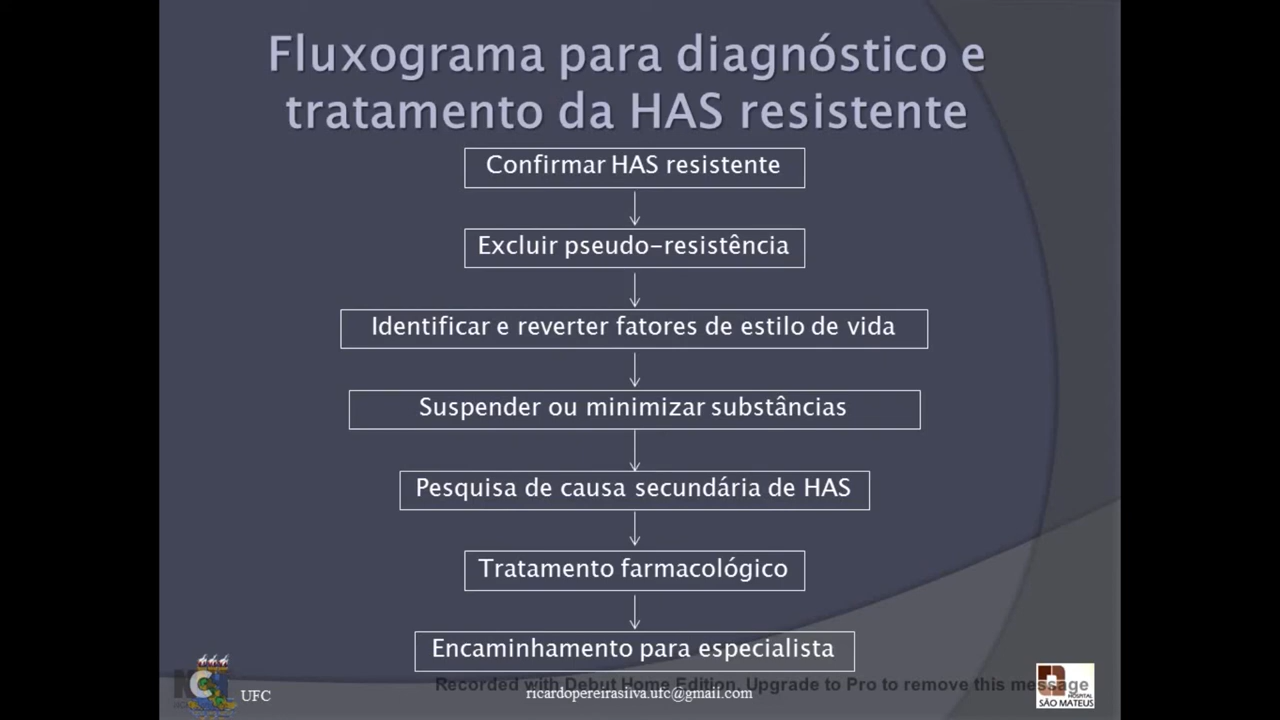 Fluxograma para diagnóstico e
tratamento da HAS resistente
Confirmar HAS resistente
Excluir pseudo-resistência
Identificar e reverter fatores de estilo de vida
Suspender ou minimizar substâncias
Pesquisa de causa secundária de HAS
Tratamento farmacológico
Encaminhamento para especialista
Recorded with Debut Home Edition. Upgrade to Pro to remove this message
UFC
ricardopereirasilva.ufc@gmail.com
HOSPITAL
SÃO MATEUS